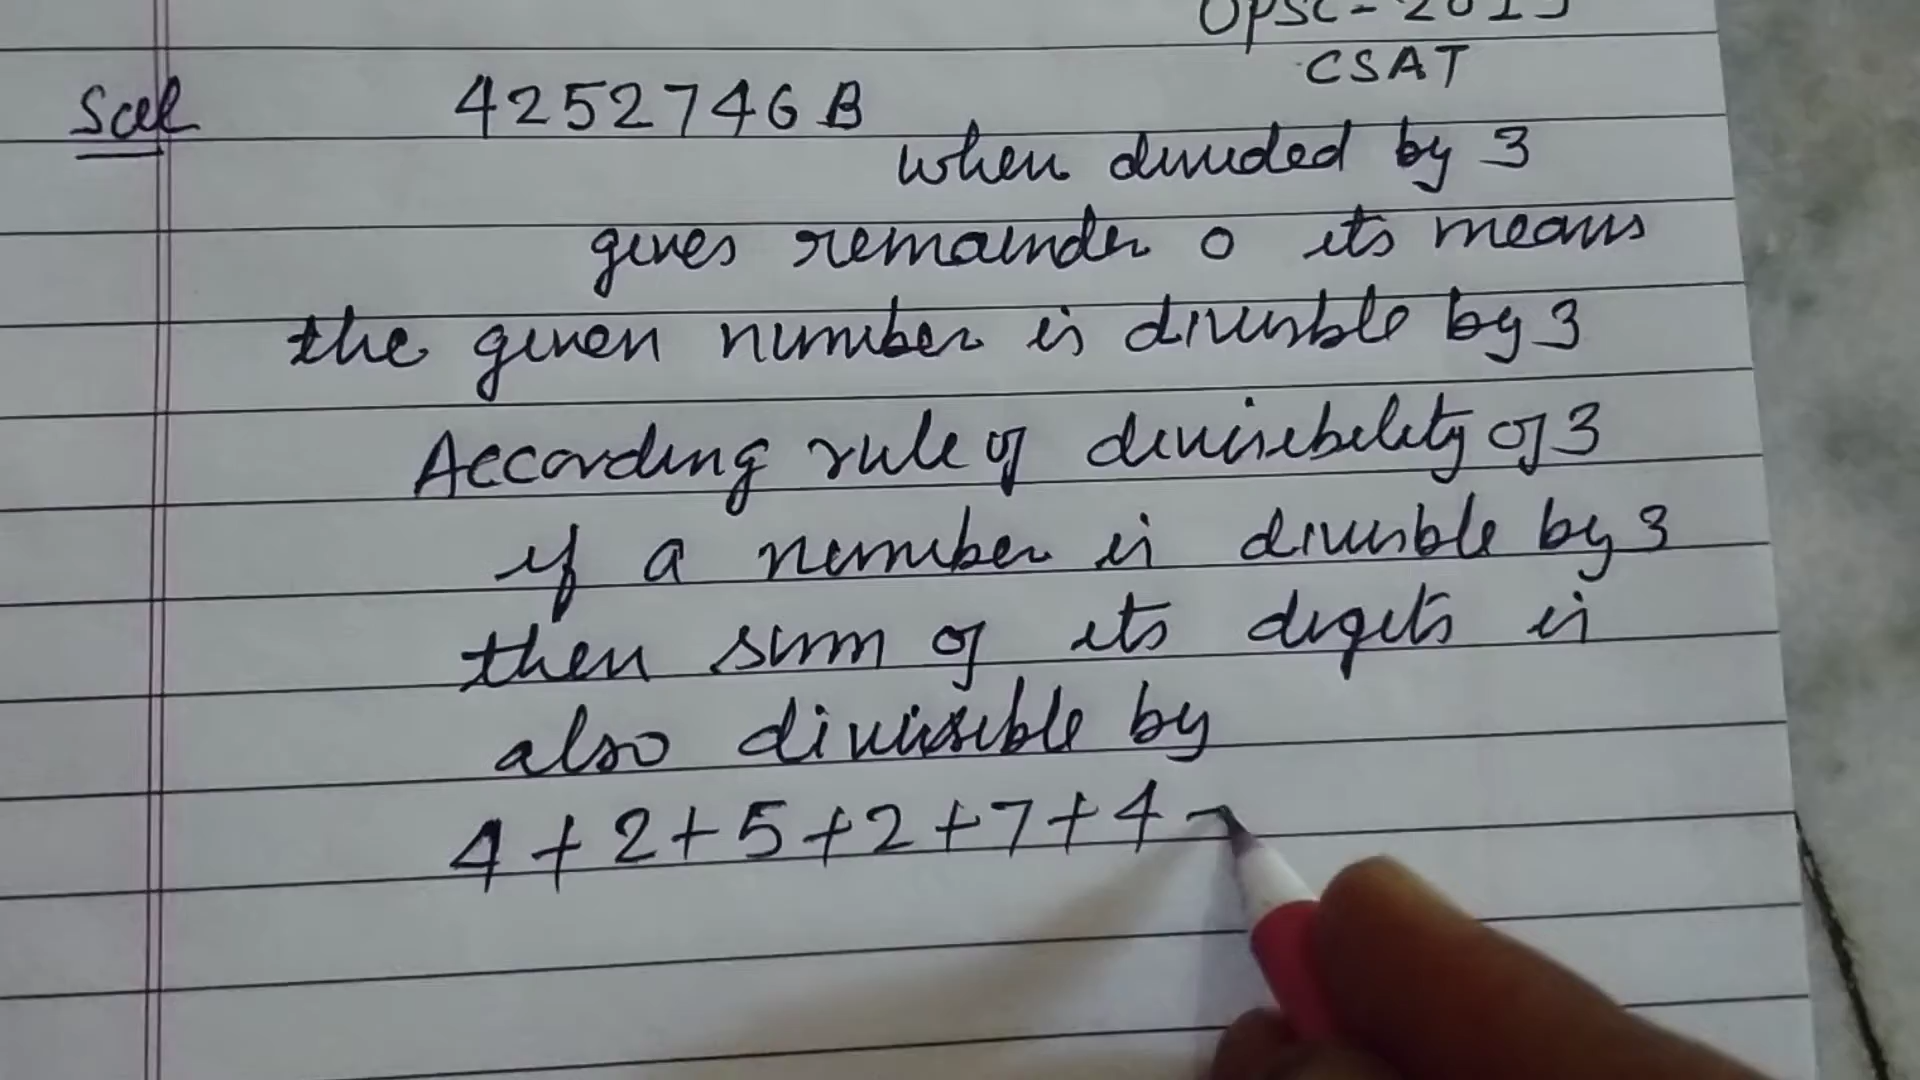 CSAT
Sol
4252746B
when divided by 3
gives remainder 0 its means
the given number is divisible by 3
According rule of divisibility of 3
if a number is divisible by 3
then sum of its digits is
also divisible by
4+2+5+2+7+4